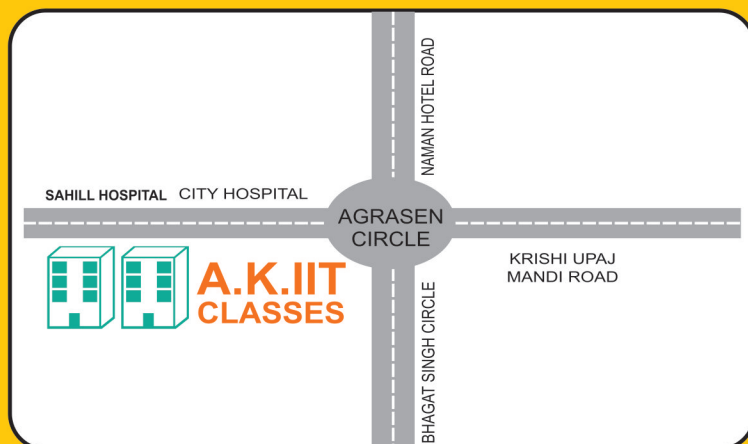 NAMAN HOTEL ROAD
SAHILL HOSPITAL CITY HOSPITAL
AGRASEN
CIRCLE
KRISHI UPAJ
MANDI ROAD
A.K.IIT
CLASSES
BHAGAT SINGH CIRCLE